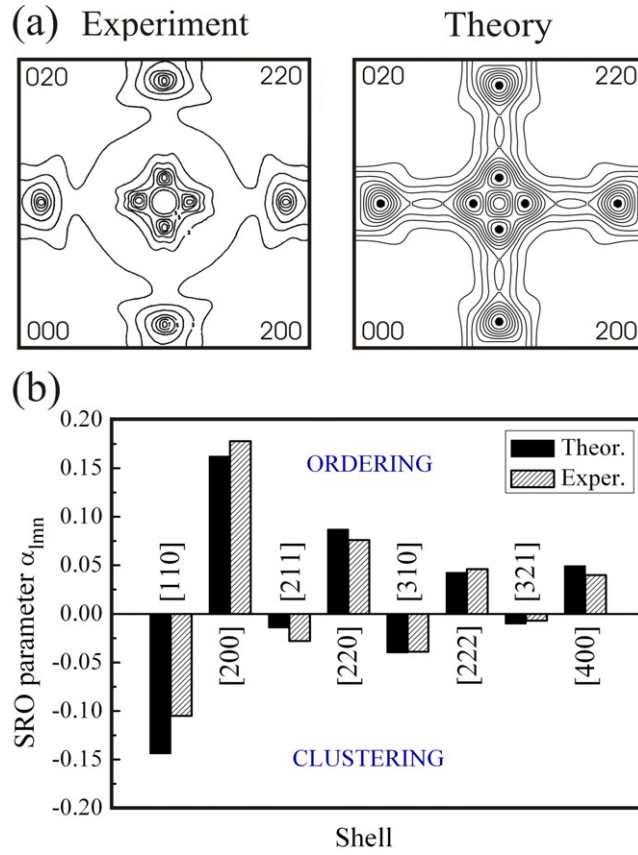 (a) Experiment Theory
020 220 020 220
000 200 000 200
(b)
SRO parameter α_lmn
0.20
0.15
0.10
0.05
0.00
-0.05
-0.10
-0.15
-0.20
Theor.
Exper.
ORDERING
[110] [211] [310] [321]
[200] [220] [222] [400]
CLUSTERING
Shell